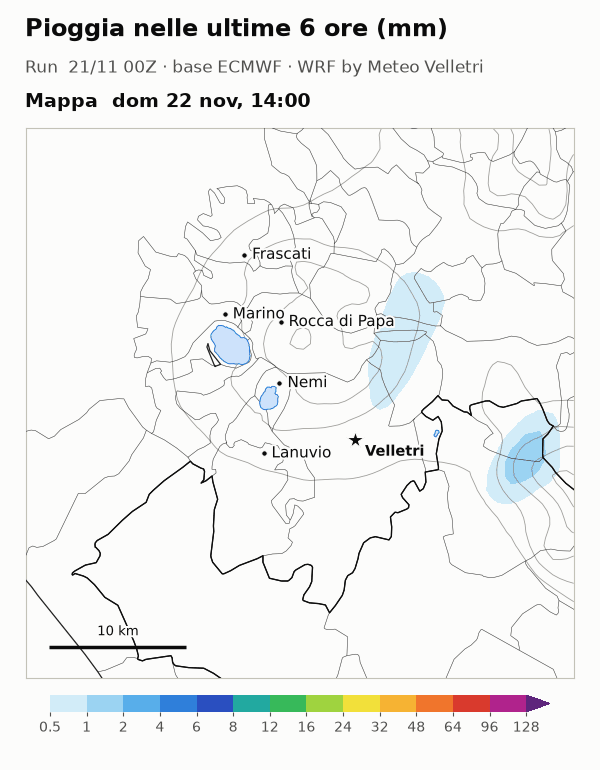 Pioggia nelle ultime 6 ore (mm)
Run  21/11 00Z · base ECMWF · WRF by Meteo Velletri
Mappa  dom 22 nov, 14:00
Frascati
Marino
Rocca di Papa
Nemi
Velletri
Lanuvio
10 km
0.5 1 2 4 6 8 12 16 24 32 48 64 96 128